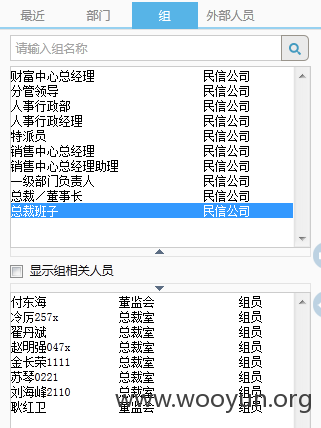 最近 部门 组 外部人员
请输入组名称
财富中心总经理 民信公司
分管领导 民信公司
人事行政部 民信公司
人事行政经理 民信公司
特派员 民信公司
销售中心总经理 民信公司
销售中心总经理助理 民信公司
一级部门负责人 民信公司
总裁／董事长 民信公司
总裁班子 民信公司
显示组相关人员
付东海 董监会 组员
冷厉257x 总裁室 组员
翟丹斌 总裁室 组员
赵明强047x 总裁室 组员
金长荣1111 总裁室 组员
苏琴0221 总裁室 组员
刘海峰2110 总裁室 组员
耿红卫 董监会 组员
www.wooyun.org